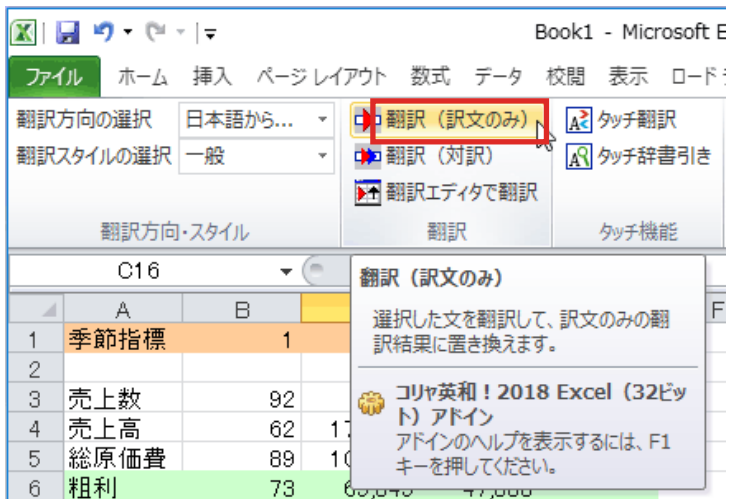 Book1 - Microsoft E
ファイル ホーム 挿入 ページ レイアウト 数式 データ 校閲 表示 ロード
翻訳方向の選択 日本語から... 翻訳（訳文のみ） タッチ翻訳
翻訳スタイルの選択 一般 翻訳（対訳） タッチ辞書引き
翻訳エディタで翻訳
翻訳方向・スタイル 翻訳 タッチ機能
C16
A B F
1 季節指標 1
2
3 売上数 92
4 売上高 62 17
5 総原価費 89 10
6 粗利 73
翻訳（訳文のみ）
選択した文を翻訳して、訳文のみの翻
訳結果に置き換えます。
コリャ英和！2018 Excel（32ビッ
ト）アドイン
アドインのヘルプを表示するには、F1
キーを押してください。